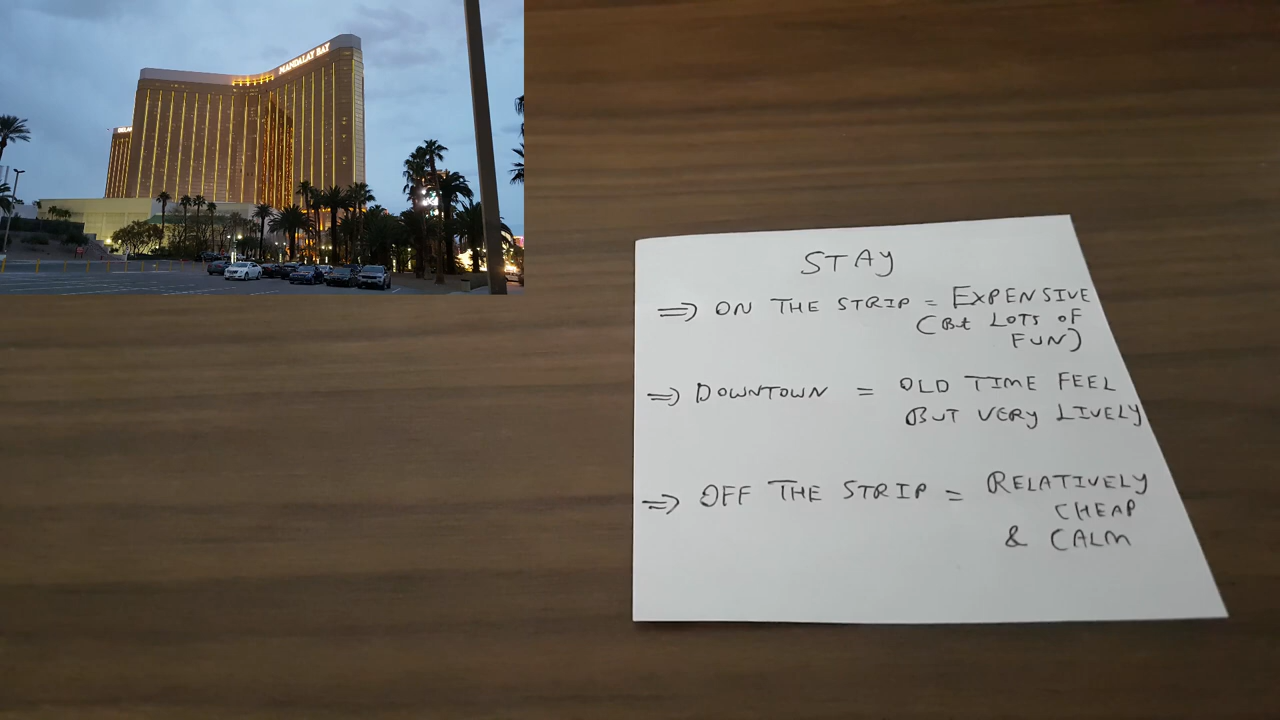 MANDALAY BAY
STAY
⇒ ON THE STRIP = EXPENSIVE
(But LOTS OF
FUN)
⇒ DOWNTOWN = OLD TIME FEEL
BUT VERY LIVELY
⇒ OFF THE STRIP = RELATIVELY
CHEAP
& CALM